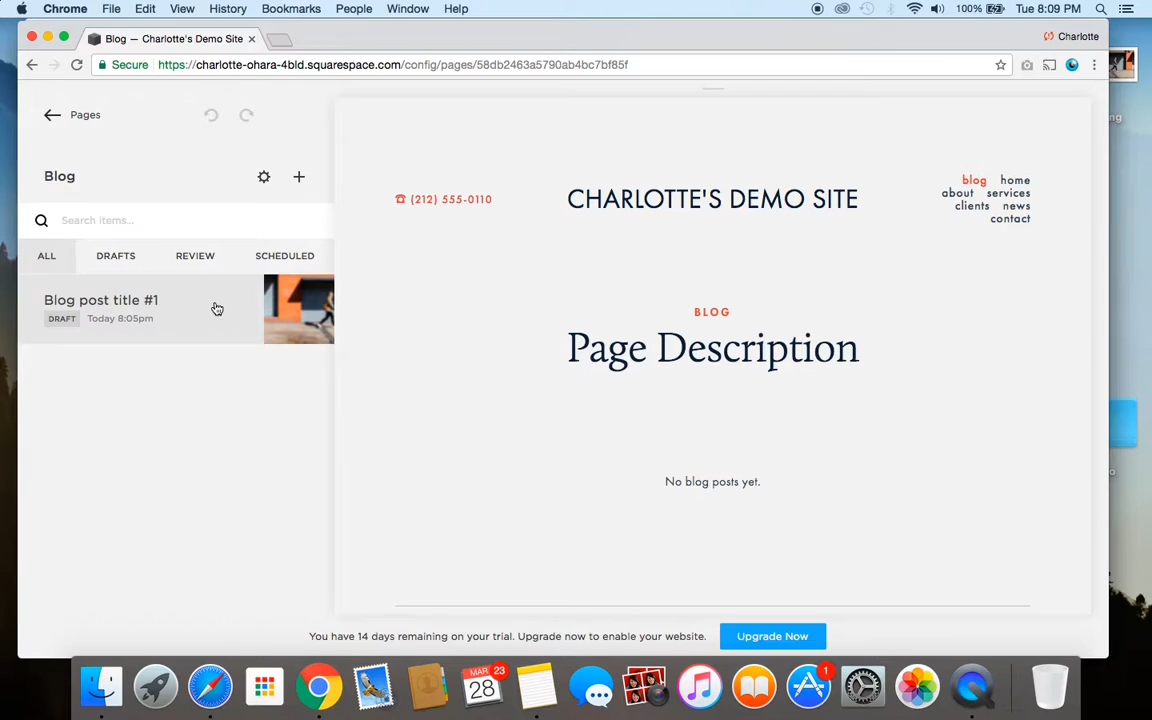 Chrome File Edit View History Bookmarks People Window Help 100% Tue 8:09 PM
Blog — Charlotte's Demo Site Charlotte
Secure https://charlotte-ohara-4bld.squarespace.com/config/pages/58db2463a5790ab4bc7bf85f
Pages
Blog
Search items...
ALL DRAFTS REVIEW SCHEDULED
Blog post title #1
DRAFT Today 8:05pm
(212) 555-0110
CHARLOTTE'S DEMO SITE
blog home
about services
clients news
contact
BLOG
Page Description
No blog posts yet.
You have 14 days remaining on your trial. Upgrade now to enable your website. Upgrade Now
MAR 23
28
1
ng